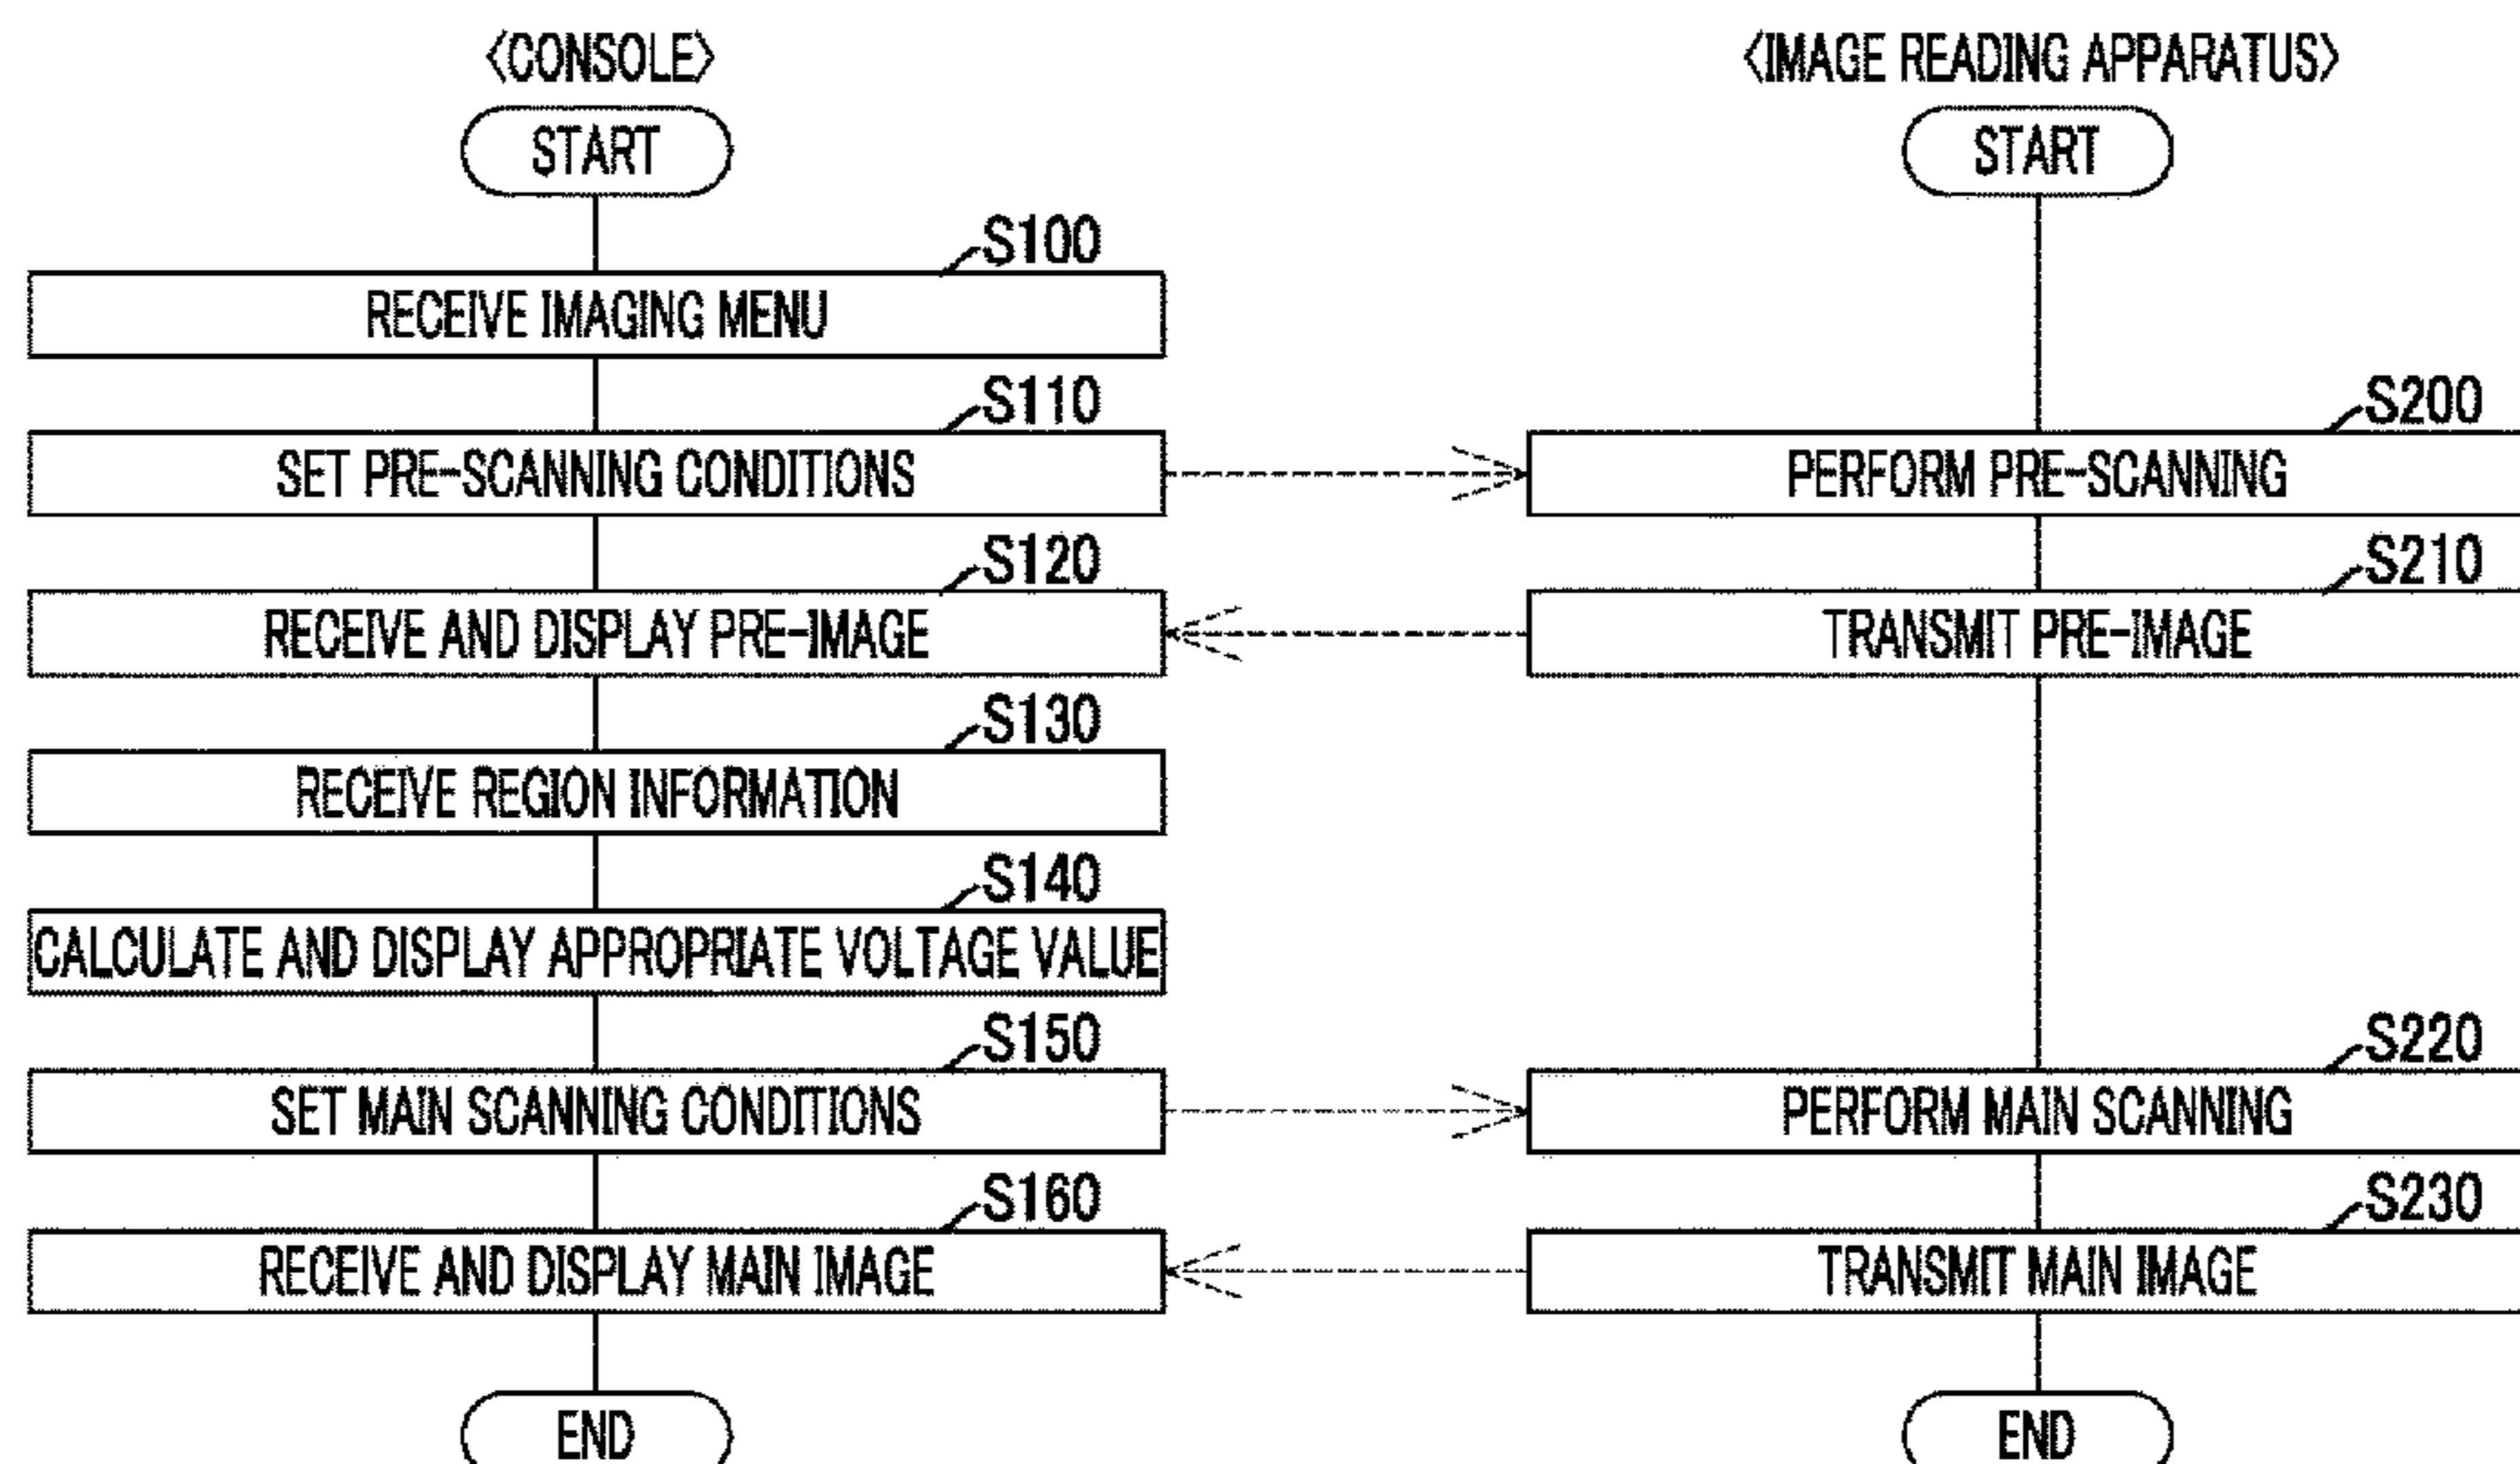 〈CONSOLE〉
START
S100
RECEIVE IMAGING MENU
S110
SET PRE-SCANNING CONDITIONS
S120
RECEIVE AND DISPLAY PRE-IMAGE
S130
RECEIVE REGION INFORMATION
S140
CALCULATE AND DISPLAY APPROPRIATE VOLTAGE VALUE
S150
SET MAIN SCANNING CONDITIONS
S160
RECEIVE AND DISPLAY MAIN IMAGE
END
〈IMAGE READING APPARATUS〉
START
S200
PERFORM PRE-SCANNING
S210
TRANSMIT PRE-IMAGE
S220
PERFORM MAIN SCANNING
S230
TRANSMIT MAIN IMAGE
END